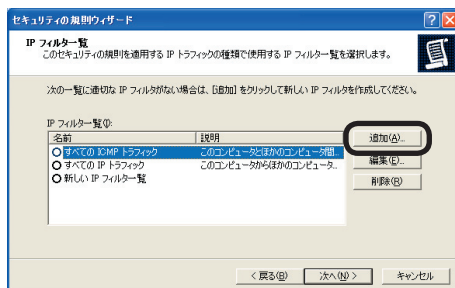 セキュリティの規則ウィザード
IP フィルタ一覧
このセキュリティの規則を適用する IP トラフィックの種類で使用する IP フィルタ一覧を選択します。
次の一覧に適切な IP フィルタがない場合は、[追加] をクリックして新しい IP フィルタを作成してください。
IP フィルタ一覧(I):
名前 説明
すべての ICMP トラフィック このコンピュータとほかのコンピュータ間...
すべての IP トラフィック このコンピュータからほかのコンピュータ...
新しい IP フィルタ一覧
追加(A)...
編集(E)...
削除(R)
< 戻る(B) 次へ(N) > キャンセル